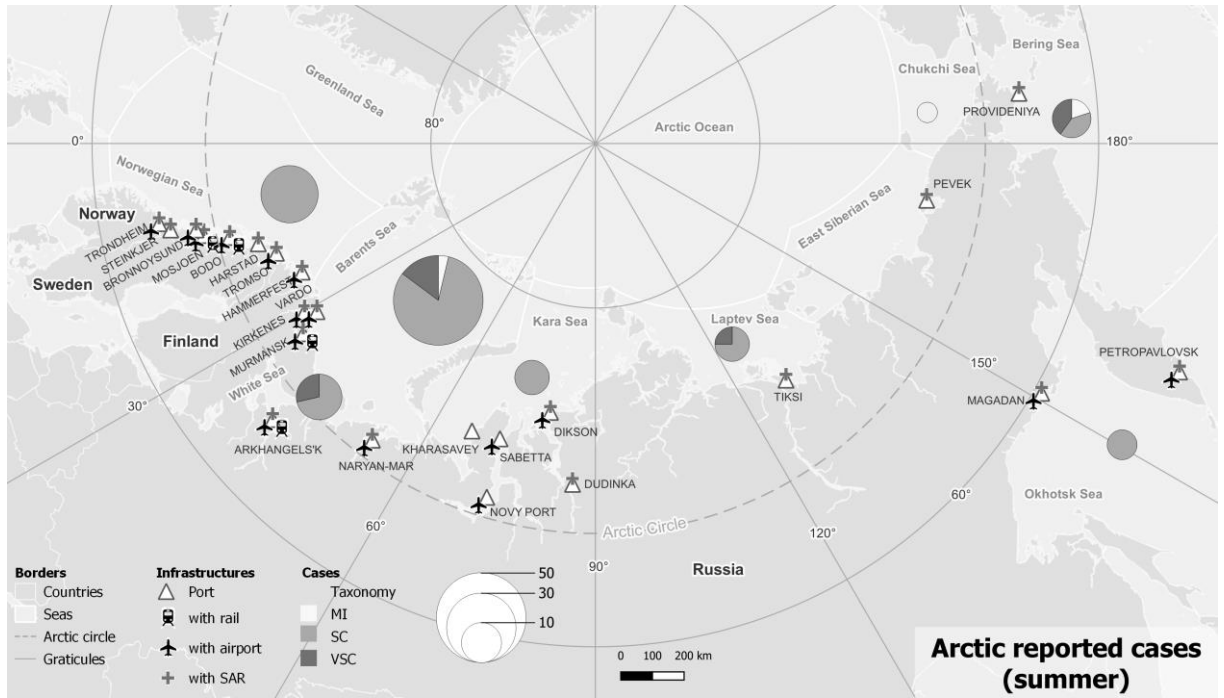 Bering Sea
Chukchi Sea
Greenland Sea
PROVIDENIYA
80°
Arctic Ocean
0°
180°
Norwegian Sea
PEVEK
Norway
East Siberian Sea
Barents Sea
TRONDHEIM
STEINKJER
BRONNOYSUND
MOSJOEN
BODO
HARSTAD
TROMSO
HAMMERFEST
VARDO
Sweden
Kara Sea
Laptev Sea
KIRKENES
Finland
MURMANSK
PETROPAVLOVSK
150°
White Sea
TIKSI
MAGADAN
30°
DIKSON
ARKHANGELS'K
KHARASAVEY
SABETTA
NARYAN-MAR
DUDINKA
60°
Okhotsk Sea
NOVY PORT
60°
Arctic Circle
120°
90°
Russia
Borders
Countries
Seas
Arctic circle
Graticules
Infrastructures
Port
with rail
with airport
with SAR
Cases
Taxonomy
MI
SC
VSC
50
30
10
0 100 200 km
Arctic reported cases
(summer)